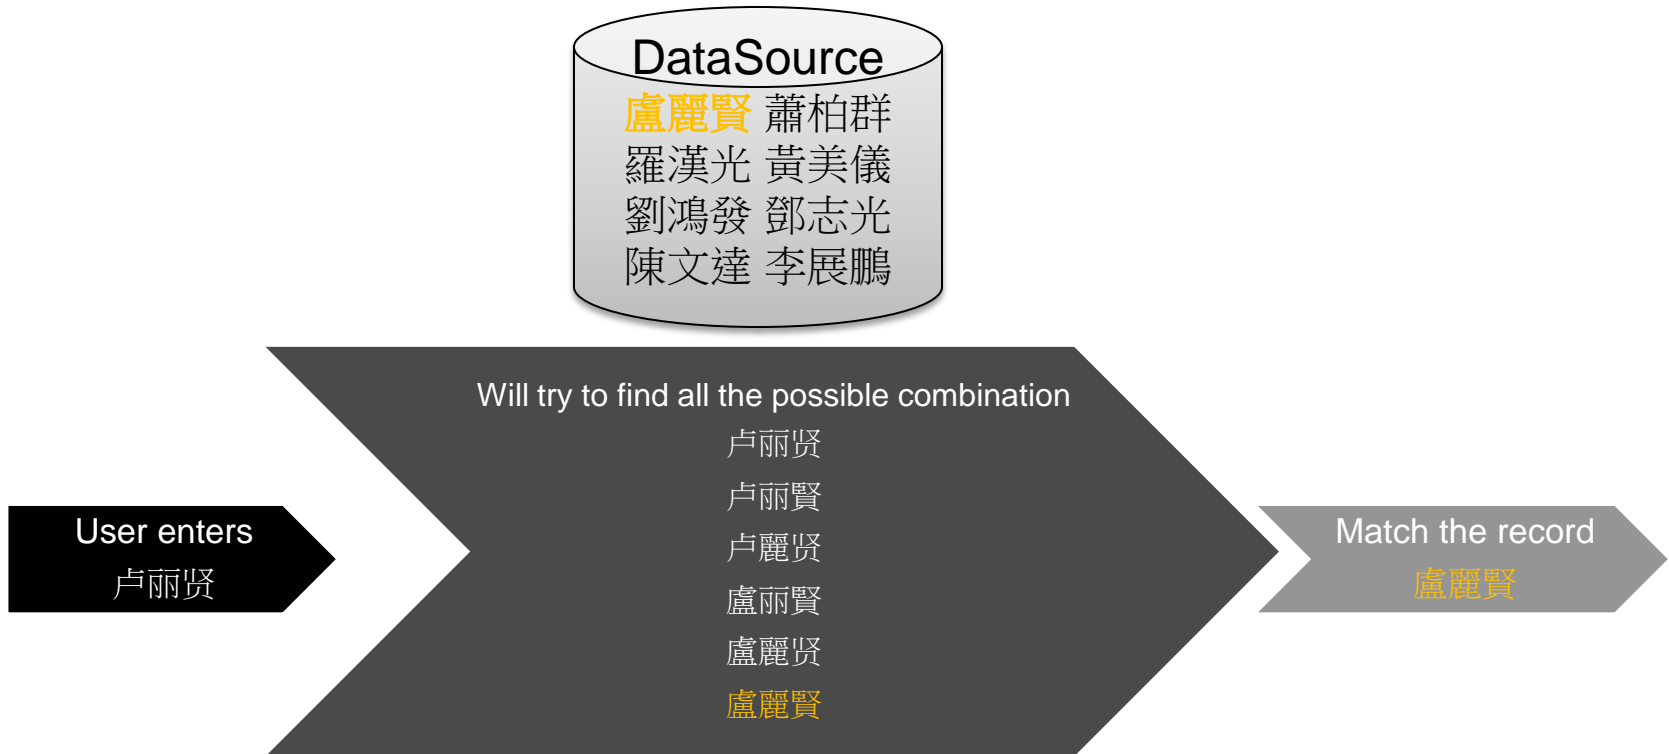 DataSource
盧麗賢 蕭柏群
羅漢光 黃美儀
劉鴻發 鄧志光
陳文達 李展鵬
Will try to find all the possible combination
卢丽贤
卢丽賢
卢麗贤
盧丽賢
盧麗贤
盧麗賢
User enters
卢丽贤
Match the record
盧麗賢